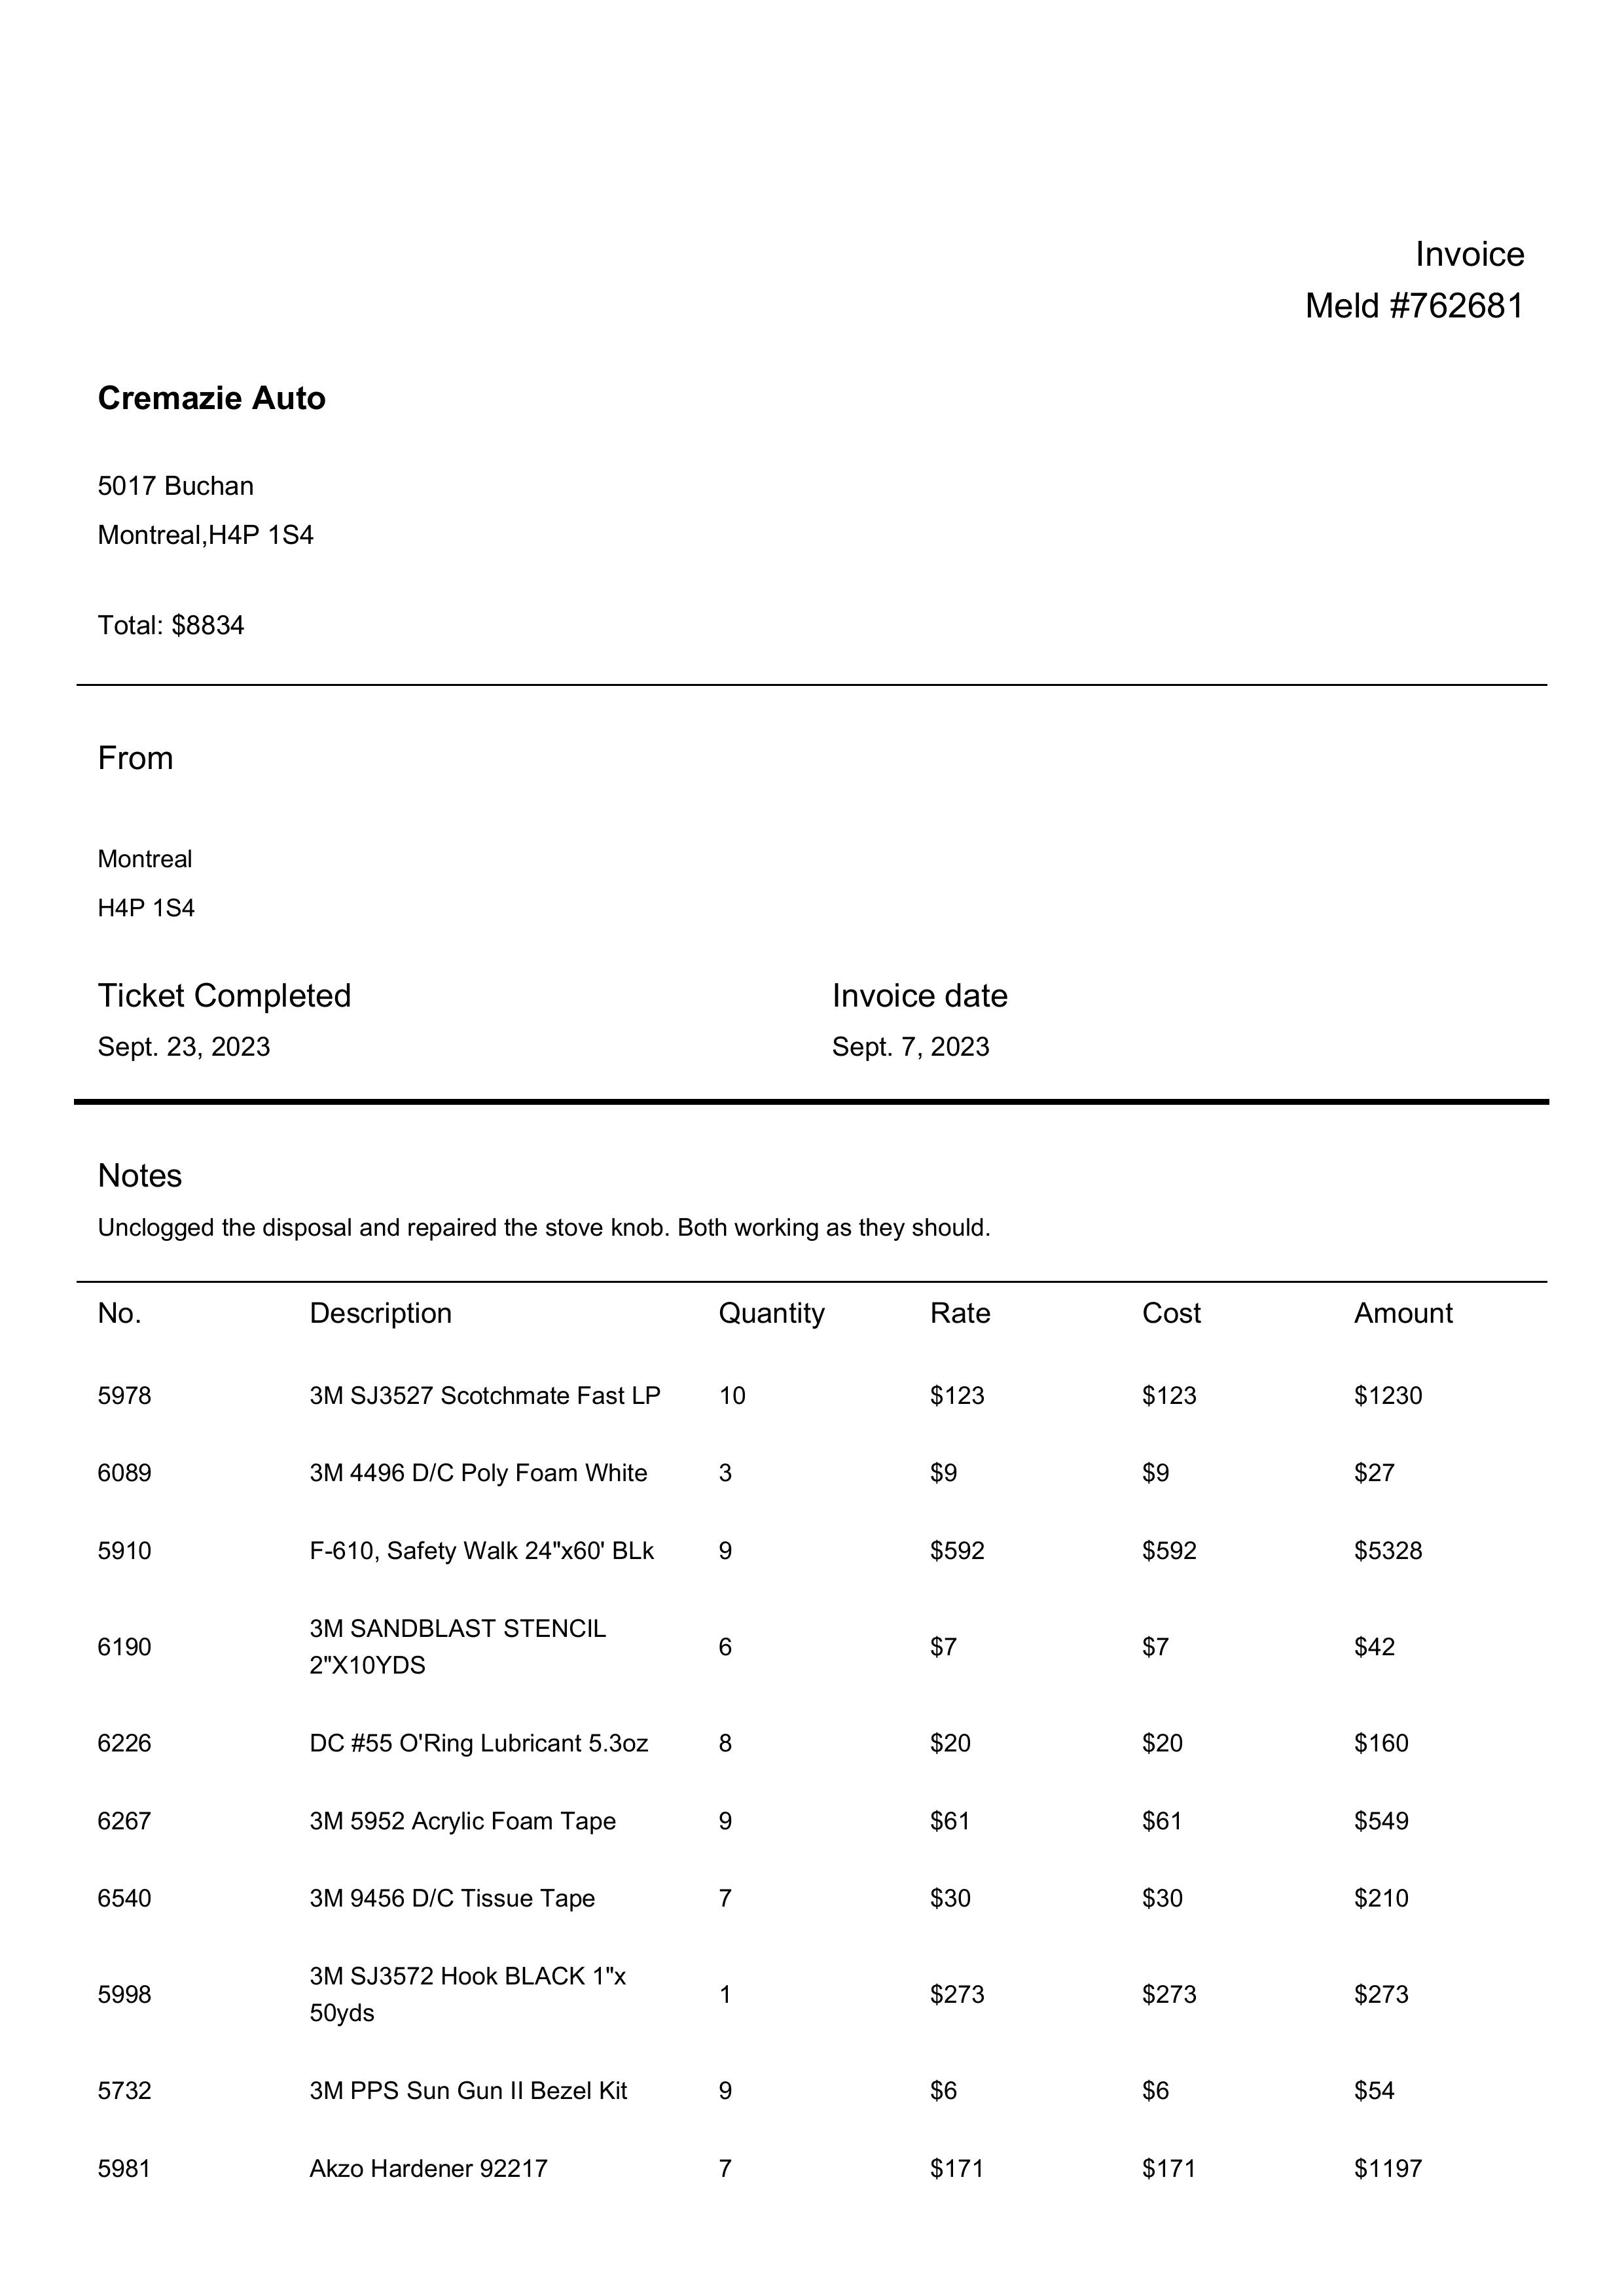 Invoice
Meld #762681
Cremazie Auto
5017 Buchan
Montreal,H4P 1S4
Total: $8834
From
Montreal
H4P 1S4
Ticket Completed Invoice date
Sept. 23, 2023 Sept. 7, 2023
Notes
Unclogged the disposal and repaired the stove knob. Both working as they should.
No. Description Quantity Rate Cost Amount
5978 3M SJ3527 Scotchmate Fast LP 10 $123 $123 $1230
6089 3M 4496 D/C Poly Foam White 3 $9 $9 $27
5910 F-610, Safety Walk 24"x60' BLk 9 $592 $592 $5328
3M SANDBLAST STENCIL
6190 2"X10YDS 6 $7 $7 $42
6226 DC #55 O'Ring Lubricant 5.3oz 8 $20 $20 $160
6267 3M 5952 Acrylic Foam Tape 9 $61 $61 $549
6540 3M 9456 D/C Tissue Tape 7 $30 $30 $210
3M SJ3572 Hook BLACK 1"x
5998 50yds 1 $273 $273 $273
5732 3M PPS Sun Gun II Bezel Kit 9 $6 $6 $54
5981 Akzo Hardener 92217 7 $171 $171 $1197